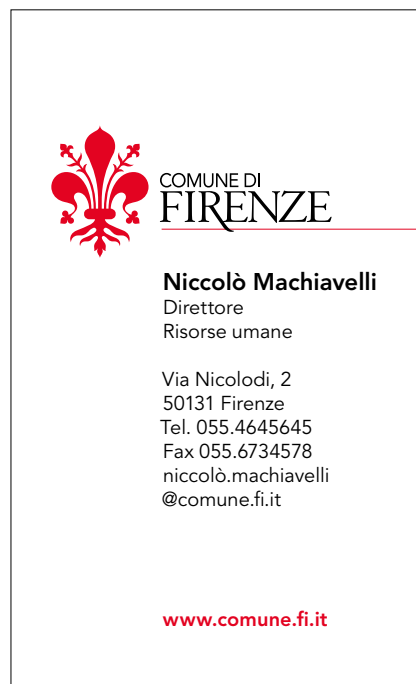 COMUNE DI
FIRENZE
Niccolò Machiavelli
Direttore
Risorse umane
Via Nicolodi, 2
50131 Firenze
Tel. 055.4645645
Fax 055.6734578
niccolò.machiavelli
@comune.fi.it
www.comune.fi.it